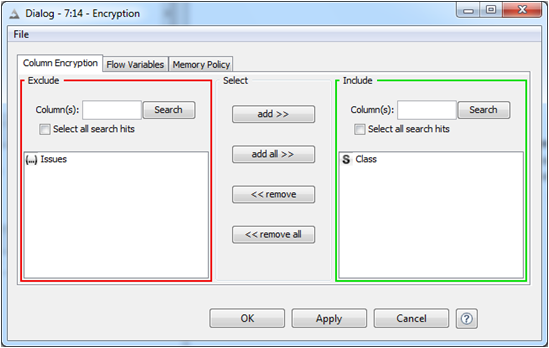 Dialog - 7:14 - Encryption
File
Column Encryption Flow Variables Memory Policy
Exclude
Column(s): Search
Select all search hits
(...) Issues
Select
add >>
add all >>
<< remove
<< remove all
Include
Column(s): Search
Select all search hits
S Class
OK Apply Cancel ?